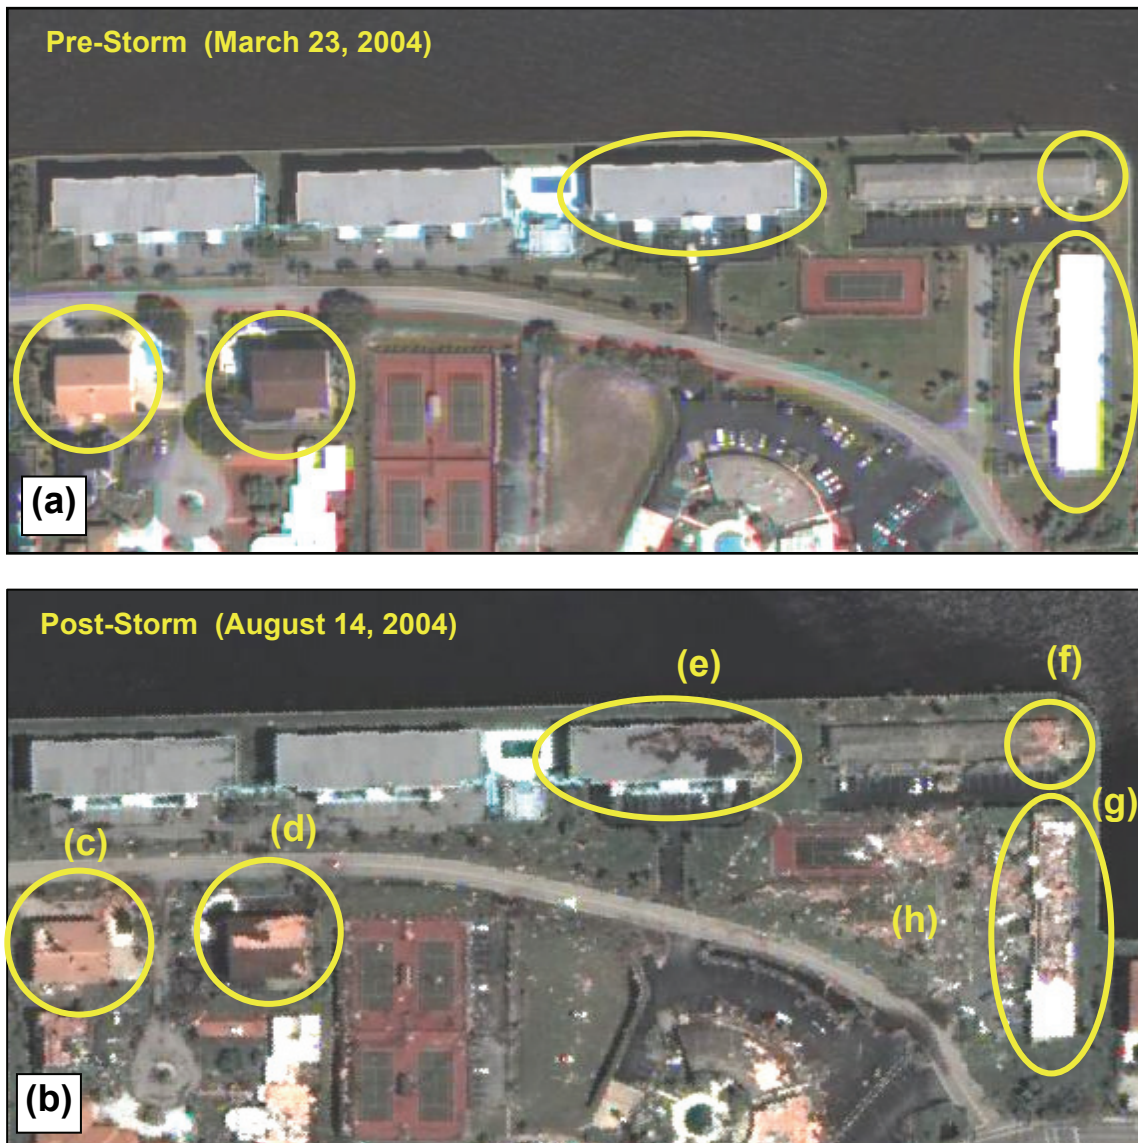 Pre-Storm (March 23, 2004)
(a)
Post-Storm (August 14, 2004)
(e)
(f)
(g)
(c)
(d)
(h)
(b)